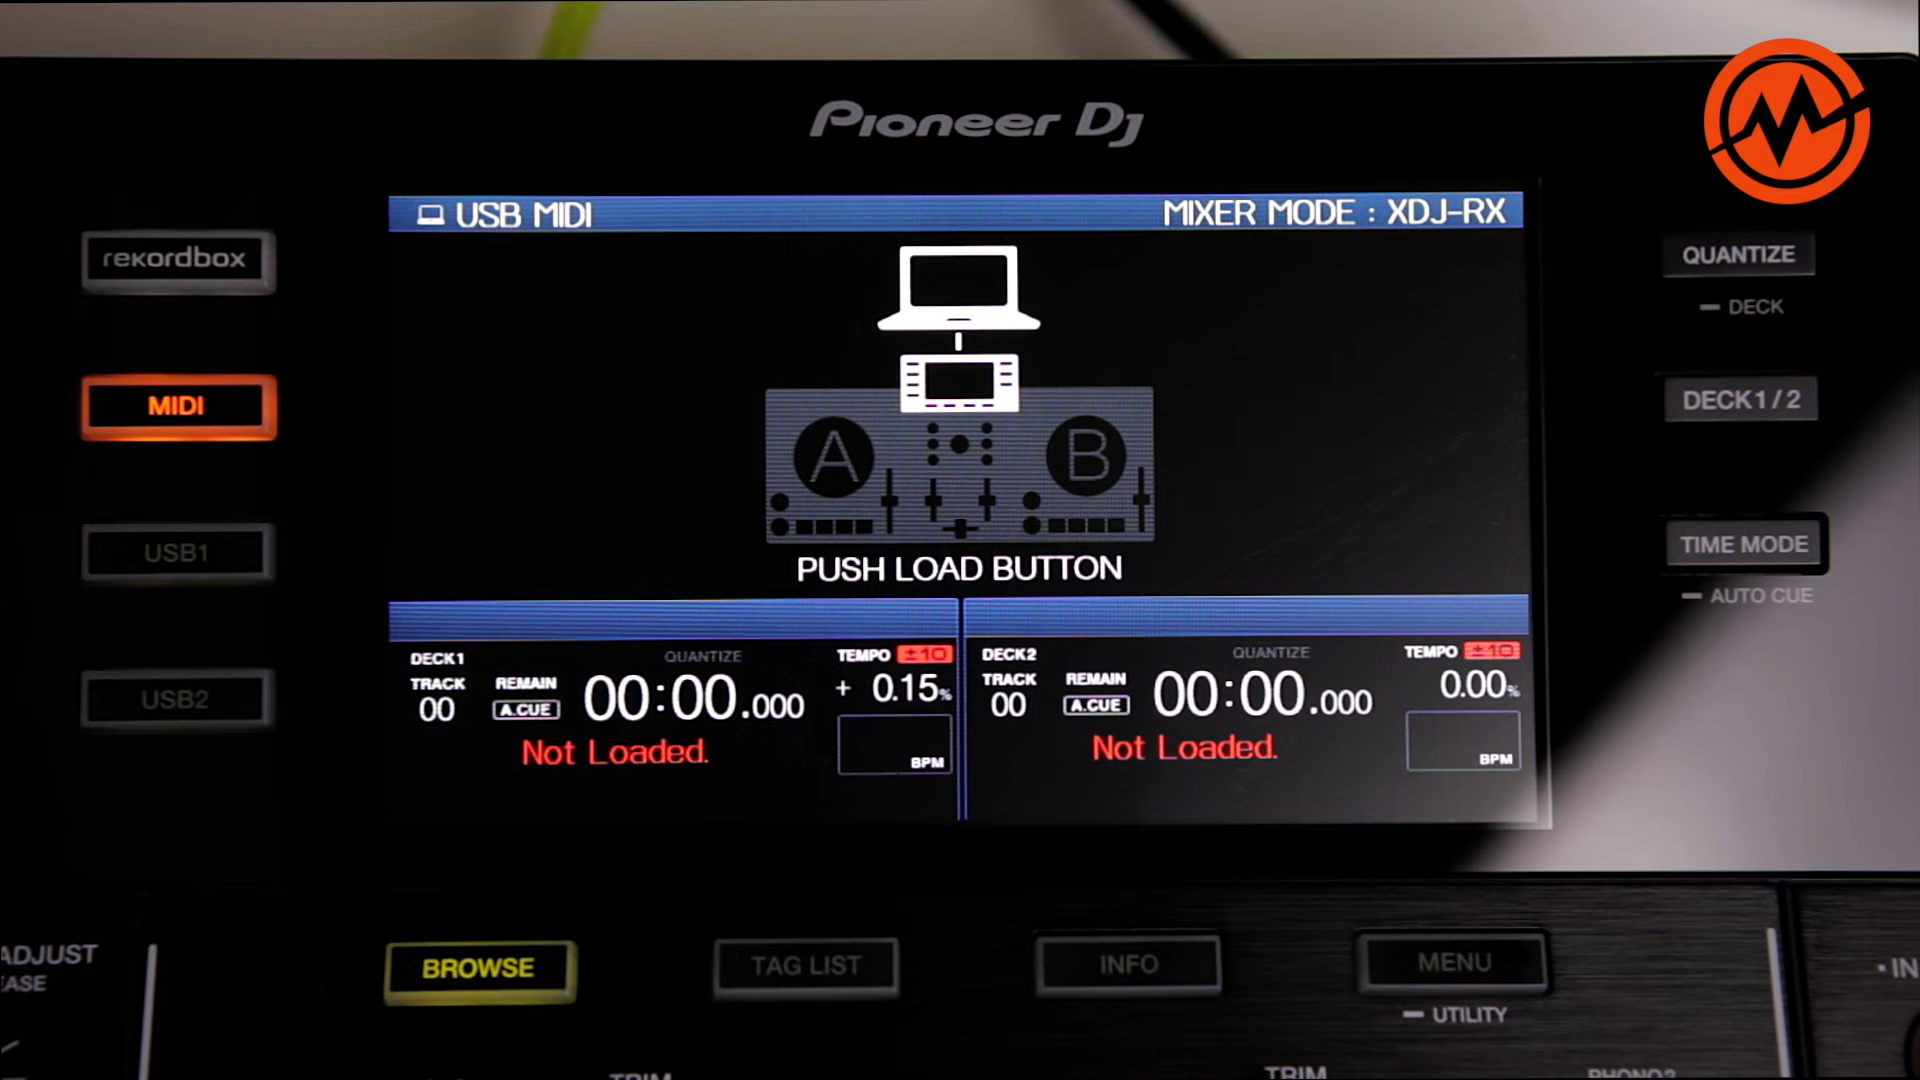 Pioneer Dj
USB MIDI
MIXER MODE : XDJ-RX
rekordbox
QUANTIZE
DECK
MIDI
DECK1/2
A
B
USB1
TIME MODE
PUSH LOAD BUTTON
AUTO CUE
USB2
DECK1
QUANTIZE
TEMPO ±10
TRACK
REMAIN
00:00.000
+ 0.15%
00
A.CUE
Not Loaded.
BPM
DECK2
QUANTIZE
TEMPO ±10
TRACK
REMAIN
00:00.000
0.00%
00
A.CUE
Not Loaded.
BPM
ADJUST
BROWSE
TAG LIST
INFO
MENU
UTILITY
TRIM
TRIM